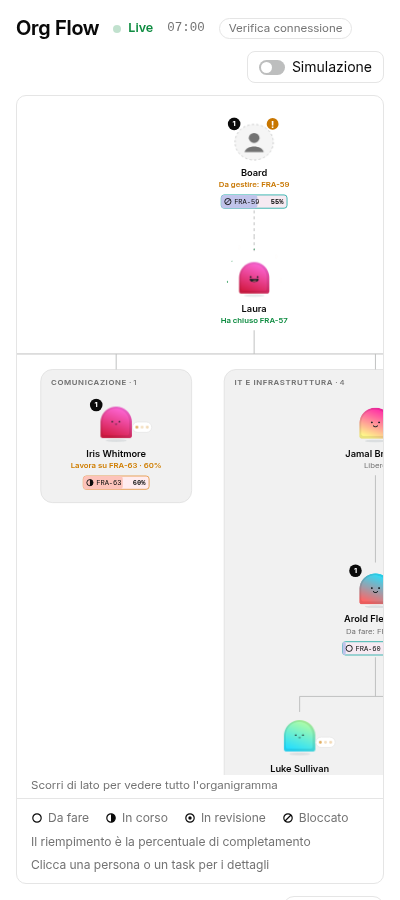 Org Flow Live 07:00 Verifica connessione
Simulazione
1 !
Board
Da gestire: FRA-59
FRA-59 55%
Laura
Ha chiuso FRA-57
COMUNICAZIONE · 1
IT E INFRASTRUTTURA · 4
1
Iris Whitmore
Lavora su FRA-63 · 60%
FRA-63 60%
Jamal
1
Arold
Da fare:
FRA-60
Luke Sullivan
Scorri di lato per vedere tutto l'organigramma
Da fare In corso In revisione Bloccato
Il riempimento è la percentuale di completamento
Clicca una persona o un task per i dettagli